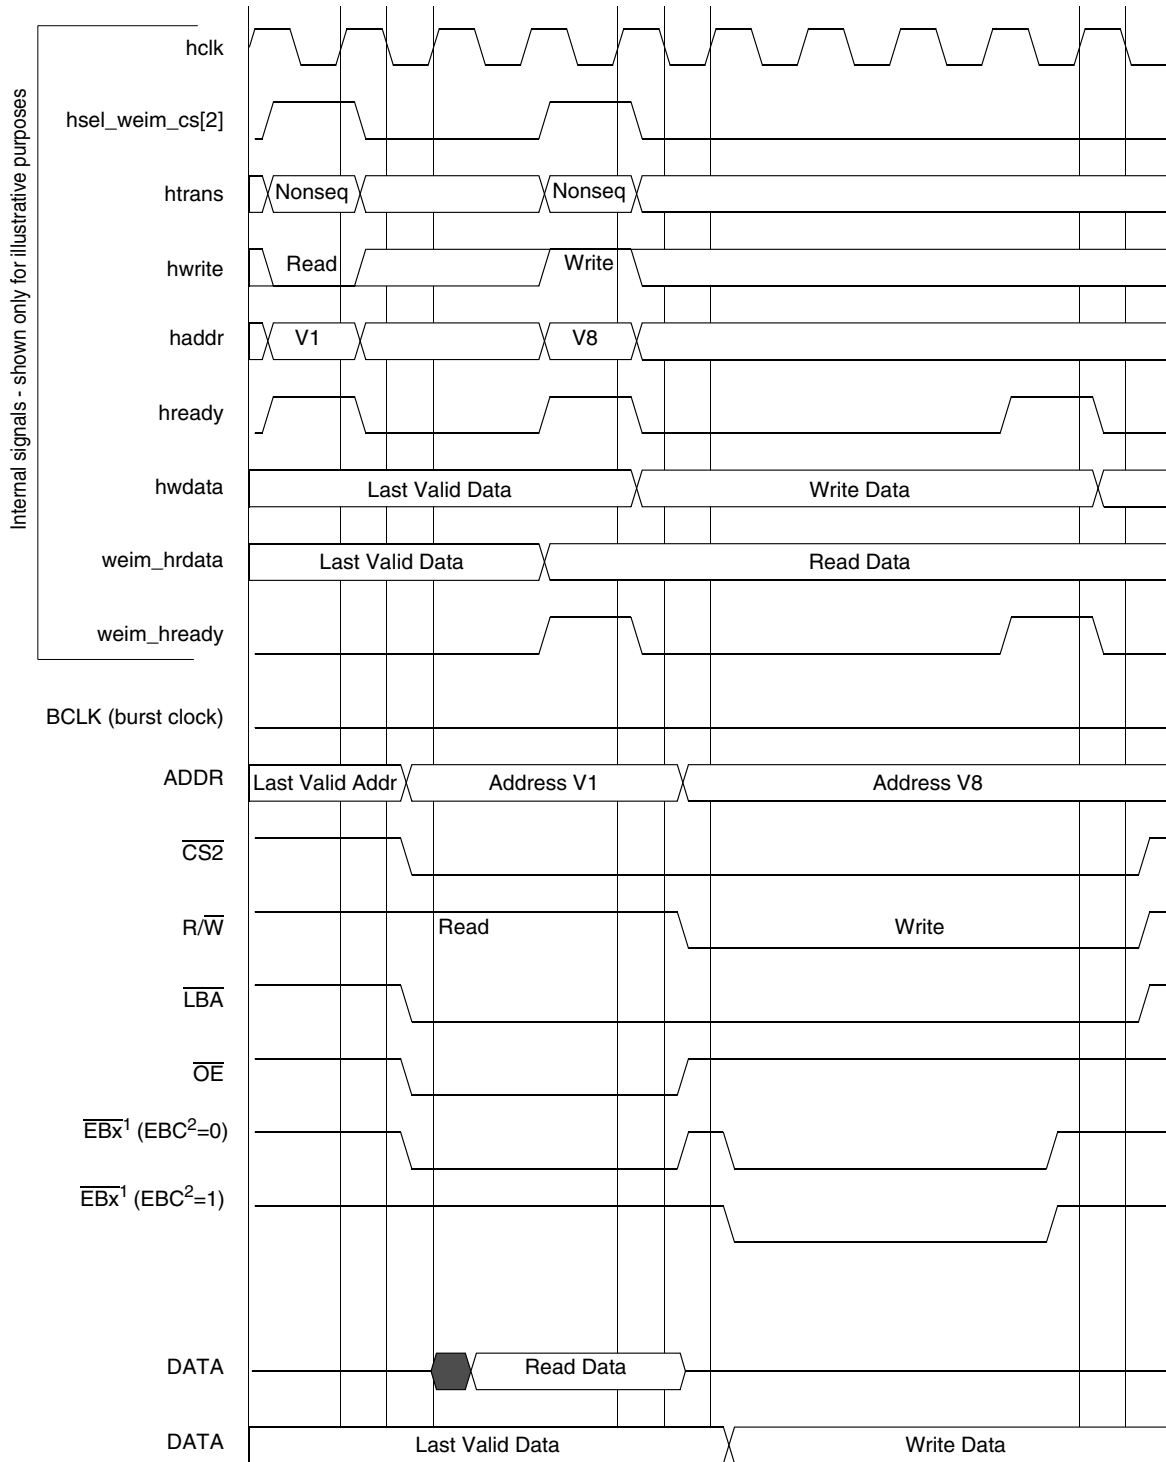 Internal signals - shown only for illustrative purposes
hclk
hsel_weim_cs[2]
htrans Nonseq Nonseq
hwrite Read Write
haddr V1 V8
hready
hwdata Last Valid Data Write Data
weim_hrdata Last Valid Data Read Data
weim_hready
BCLK (burst clock)
ADDR Last Valid Addr Address V1 Address V8
CS2
R/W Read Write
LBA
OE
EBx¹ (EBC²=0)
EBx¹ (EBC²=1)
DATA Read Data
DATA Last Valid Data Write Data